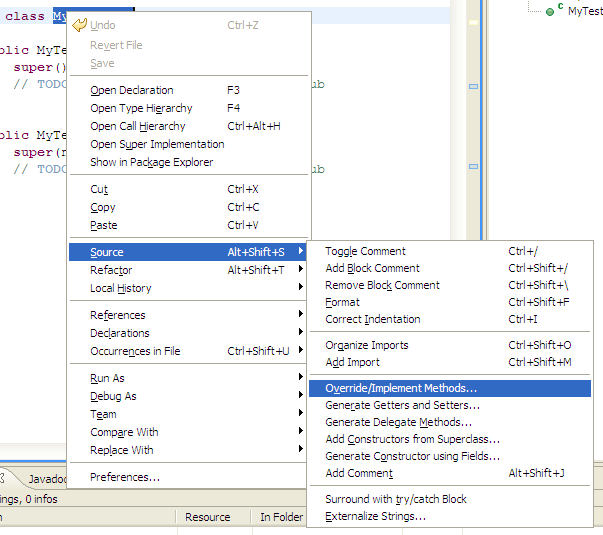 class My
MyTest
Undo Ctrl+Z
Revert File
Save
public MyTe
super()
// TODO
ub
Open Declaration F3
Open Type Hierarchy F4
Open Call Hierarchy Ctrl+Alt+H
Open Super Implementation
Show in Package Explorer
public MyTe
super(n
// TODO
ub
Cut Ctrl+X
Copy Ctrl+C
Paste Ctrl+V
Source Alt+Shift+S
Refactor Alt+Shift+T
Local History
References
Declarations
Occurrences in File Ctrl+Shift+U
Run As
Debug As
Team
Compare With
Replace With
Preferences...
Toggle Comment Ctrl+/
Add Block Comment Ctrl+Shift+/
Remove Block Comment Ctrl+Shift+\
Format Ctrl+Shift+F
Correct Indentation Ctrl+I
Organize Imports Ctrl+Shift+O
Add Import Ctrl+Shift+M
Override/Implement Methods...
Generate Getters and Setters...
Generate Delegate Methods...
Add Constructors from Superclass...
Generate Constructor using Fields...
Add Comment Alt+Shift+J
Surround with try/catch Block
Externalize Strings...
Javadoc
ings, 0 infos
Resource In Folder